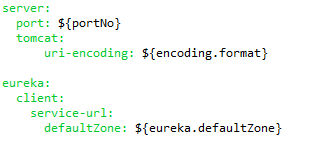 server:
  port: ${portNo}
  tomcat:
      uri-encoding: ${encoding.format}

eureka:
  client:
    service-url:
      defaultZone: ${eureka.defaultZone}